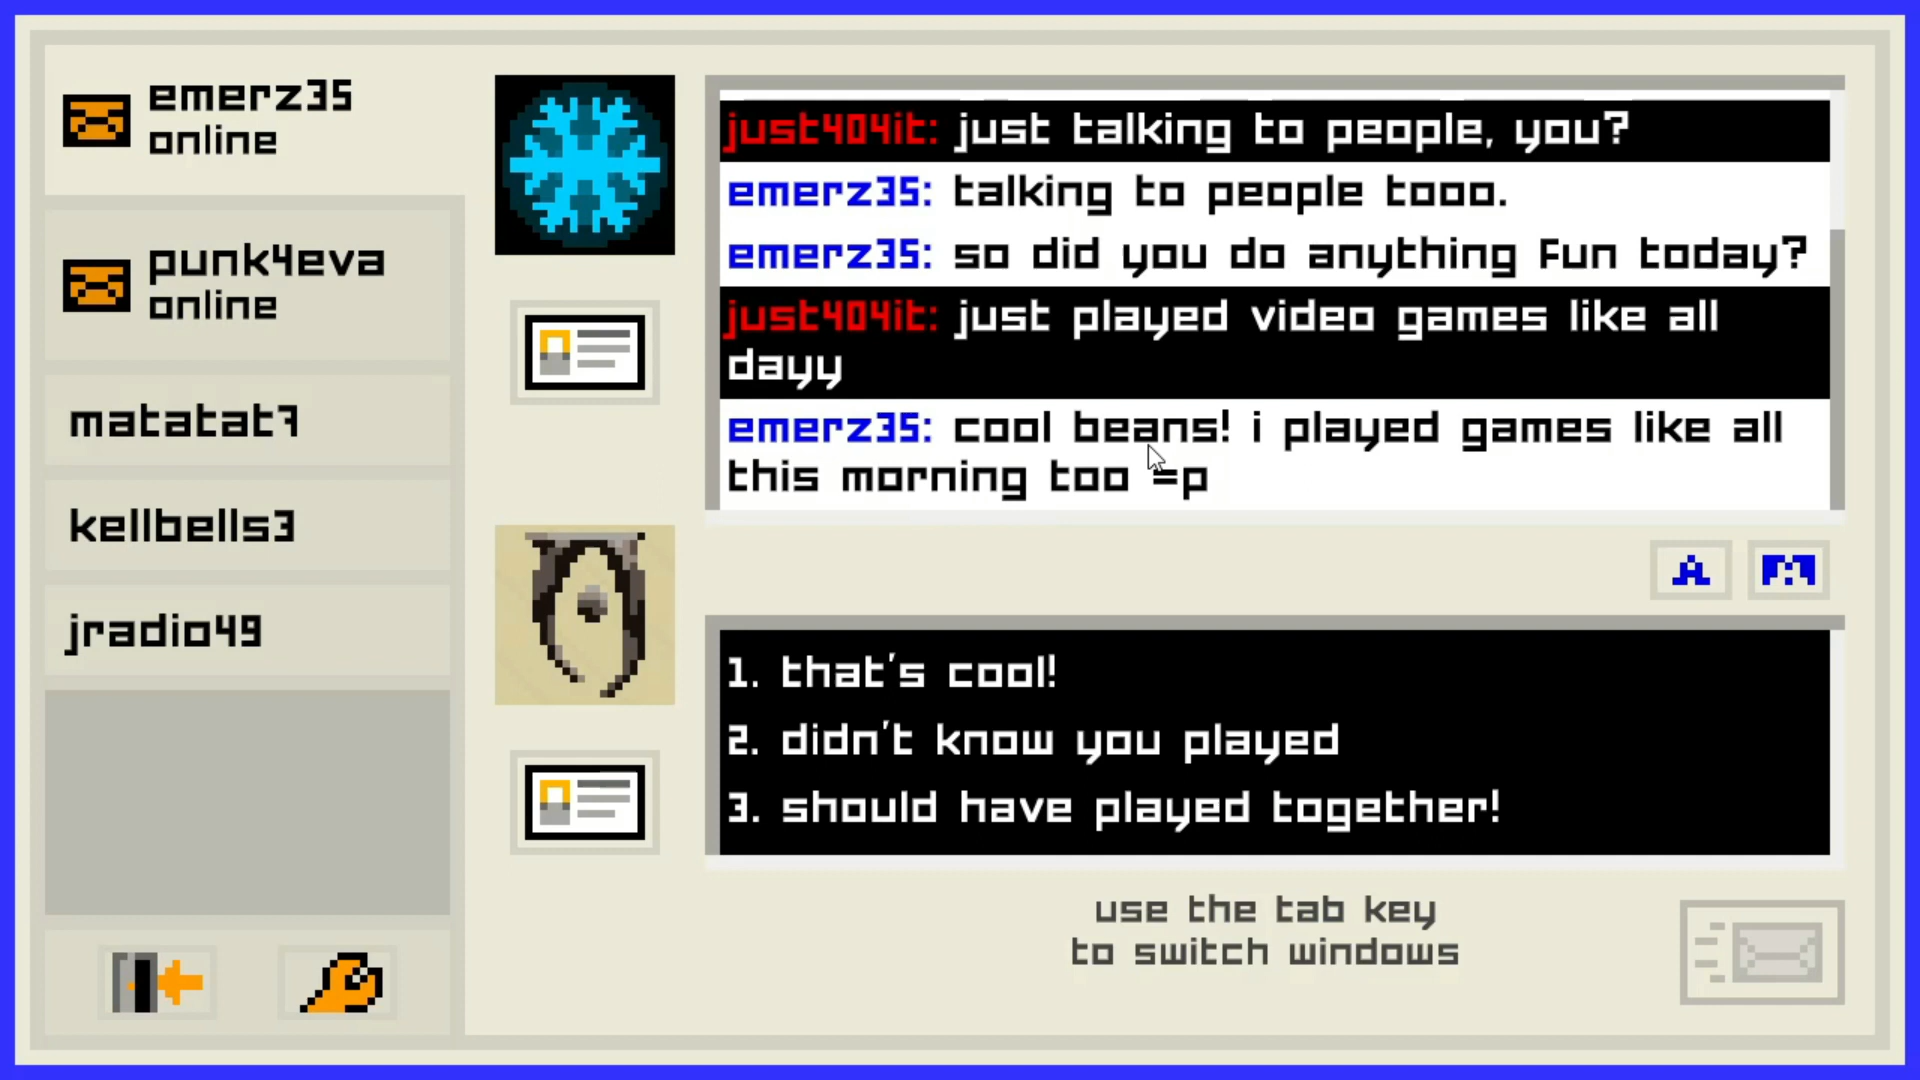 emerz35
online
punk4eva
online
matatat7
kellbells3
jradio49
just404it: just talking to people, you?
emerz35: talking to people tooo.
emerz35: so did you do anything fun today?
just404it: just played video games like all
dayy
emerz35: cool beans! i played games like all
this morning too =p
A
1. that's cool!
2. didn't know you played
3. should have played together!
use the tab key
to switch windows